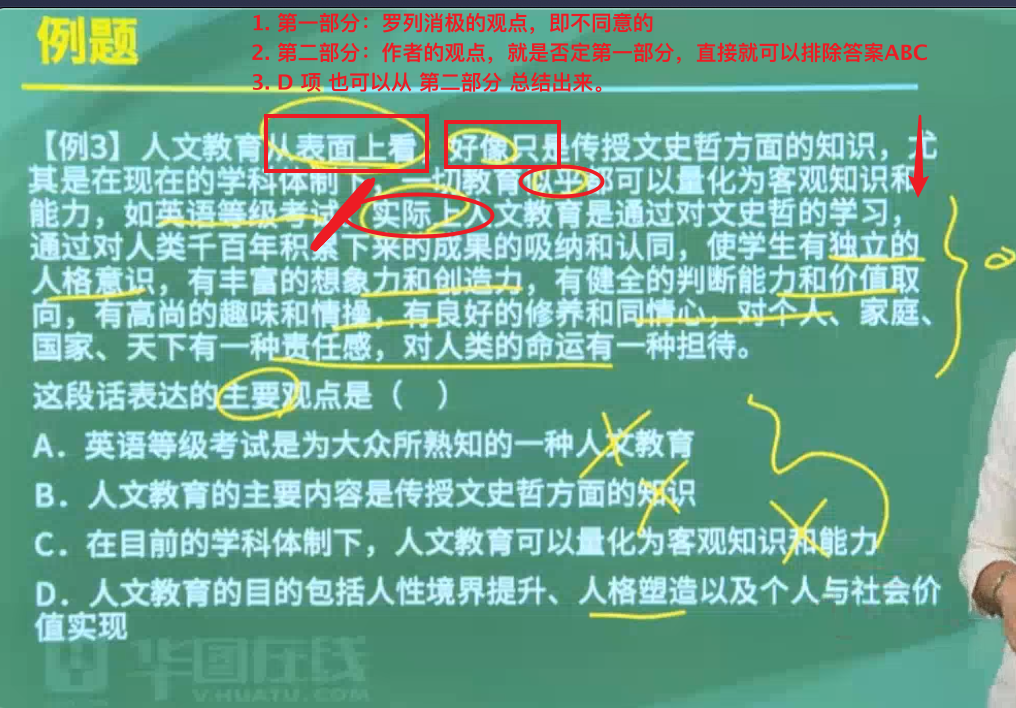 例题
1. 第一部分：罗列消极的观点，即不同意的
2. 第二部分：作者的观点，就是否定第一部分，直接就可以排除答案ABC
3. D 项 也可以从 第二部分 总结出来。
【例3】人文教育从表面上看，好像只是传授文史哲方面的知识，尤
其是在现在的学科体制下，一切教育似乎都可以量化为客观知识和
能力，如英语等级考试。实际上人文教育是通过对文史哲的学习，
通过对人类千百年积累下来的成果的吸纳和认同，使学生有独立的
人格意识，有丰富的想象力和创造力，有健全的判断能力和价值取
向，有高尚的趣味和情操，有良好的修养和同情心，对个人、家庭、
国家、天下有一种责任感，对人类的命运有一种担待。
这段话表达的主要观点是（ ）
A．英语等级考试是为大众所熟知的一种人文教育
B．人文教育的主要内容是传授文史哲方面的知识
C．在目前的学科体制下，人文教育可以量化为客观知识和能力
D．人文教育的目的包括人性境界提升、人格塑造以及个人与社会价
值实现
华图在线
V.HUATU.COM